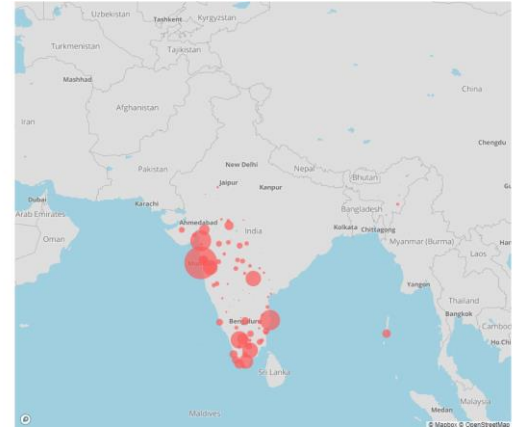 Uzbekistan
Tashkent
Kyrgyzstan
Turkmenistan
Tajikistan
Mashhad
China
Afghanistan
Iran
Chengdu
Pakistan
New Delhi
Nepal
Bhutan
Jaipur
Kanpur
Dubai
Karachi
Bangladesh
Arab Emirates
Ahmedabad
Kolkata
Chittagong
Oman
India
Myanmar (Burma)
Laos
Yangon
Thailand
Bangkok
Bengaluru
Sri Lanka
Maldives
Medan
Malaysia
© Mapbox © OpenStreetMap